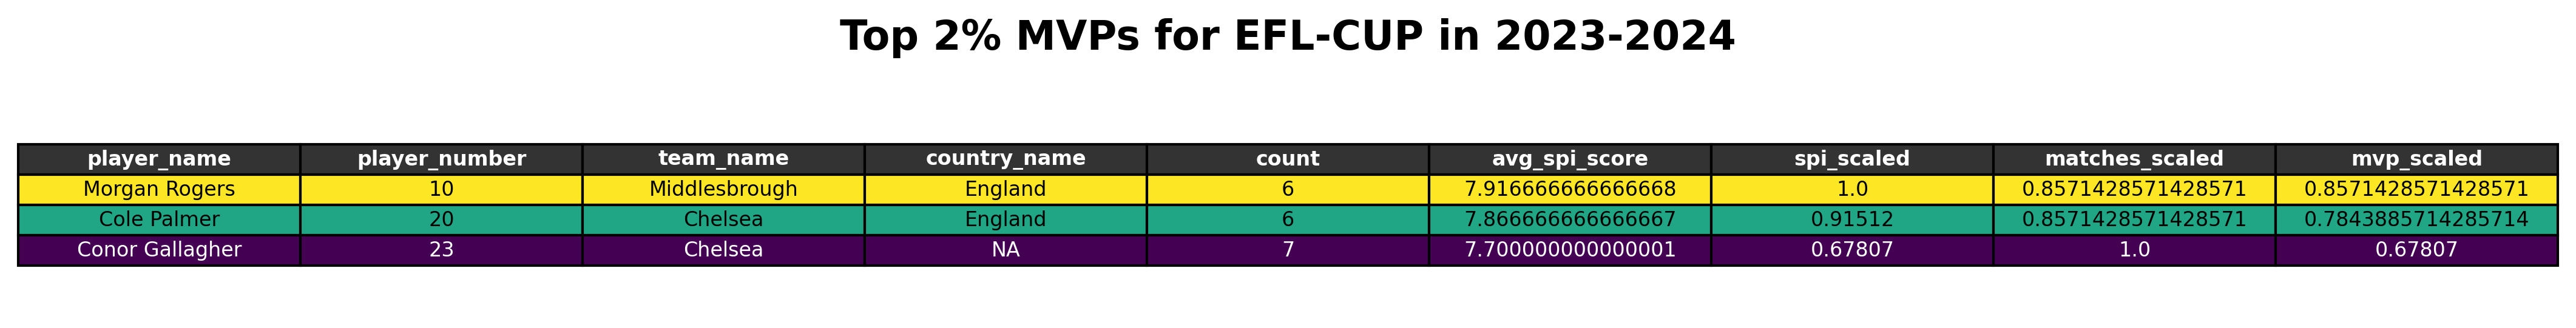 Top 2% MVPs for EFL-CUP in 2023-2024
player_name player_number team_name country_name count avg_spi_score spi_scaled matches_scaled mvp_scaled
Morgan Rogers 10 Middlesbrough England 6 7.916666666666668 1.0 0.8571428571428571 0.8571428571428571
Cole Palmer 20 Chelsea England 6 7.866666666666667 0.91512 0.8571428571428571 0.7843885714285714
Conor Gallagher 23 Chelsea NA 7 7.700000000000001 0.67807 1.0 0.67807